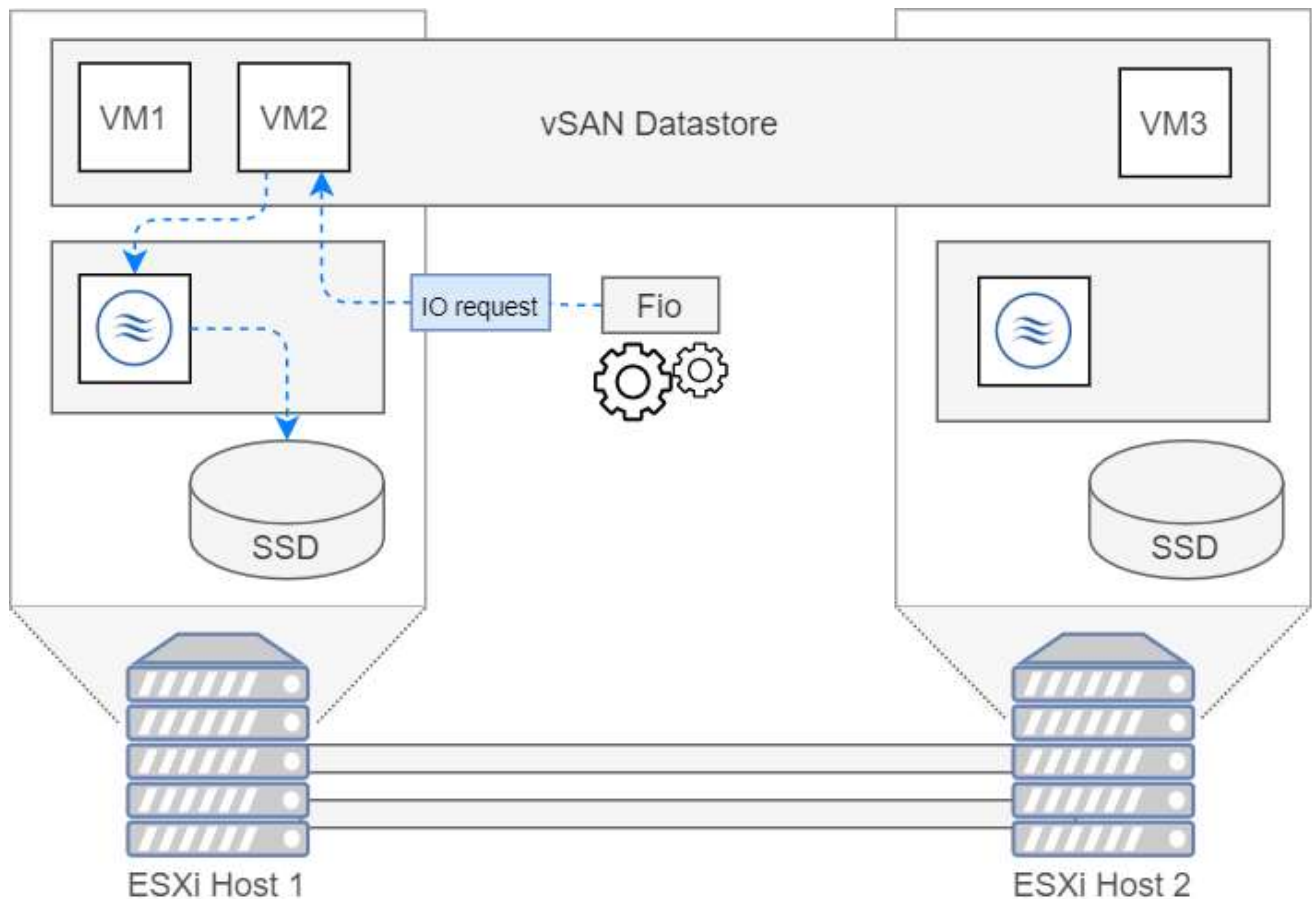 VM1
VM2
vSAN Datastore
VM3
IO request
Fio
SSD
SSD
ESXi Host 1
ESXi Host 2